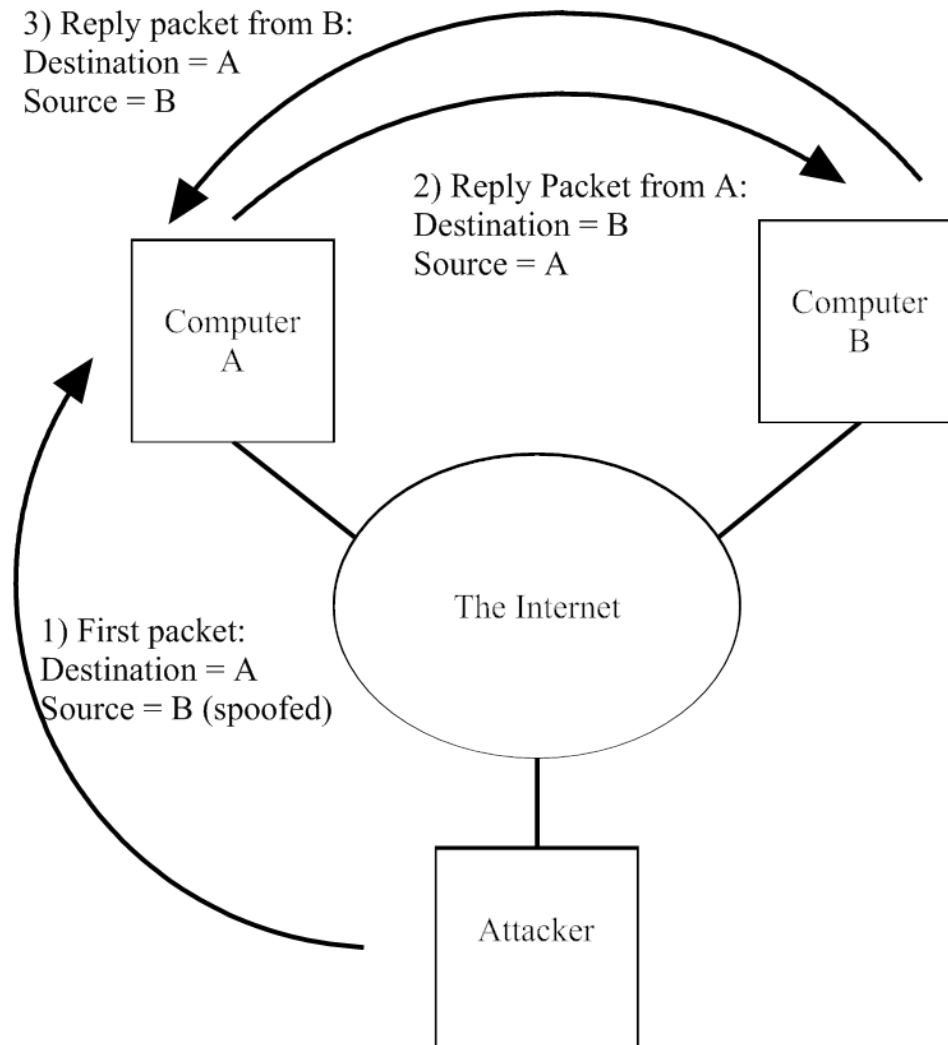 3) Reply packet from B:
Destination = A
Source = B
2) Reply Packet from A:
Destination = B
Source = A
Computer
A
Computer
B
The Internet
1) First packet:
Destination = A
Source = B (spoofed)
Attacker